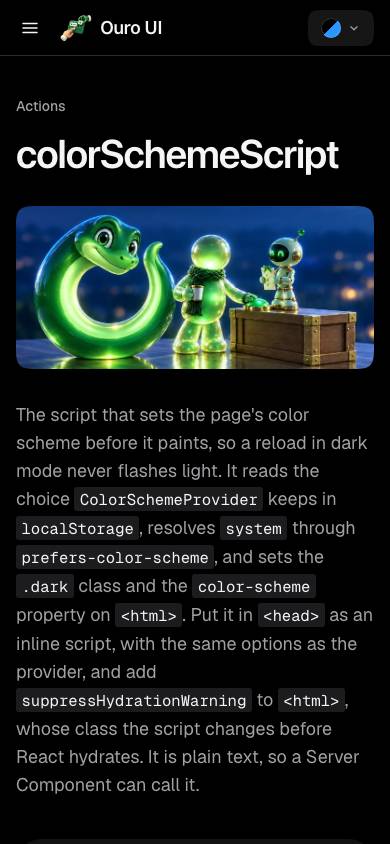 Ouro UI
Actions
colorSchemeScript
The script that sets the page's color
scheme before it paints, so a reload in dark
mode never flashes light. It reads the
choice ColorSchemeProvider keeps in
localStorage, resolves system through
prefers-color-scheme, and sets the
.dark class and the color-scheme
property on <html>. Put it in <head> as an
inline script, with the same options as the
provider, and add
suppressHydrationWarning to <html>,
whose class the script changes before
React hydrates. It is plain text, so a Server
Component can call it.